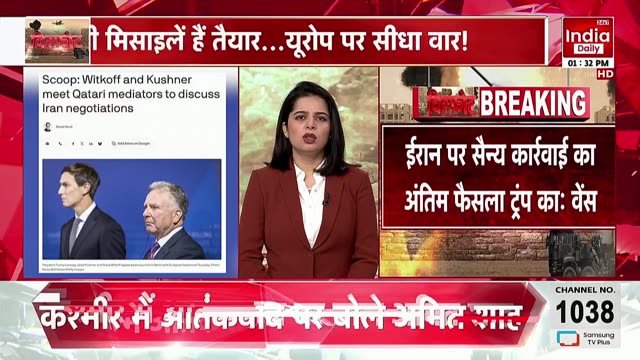 मिसाइलें हैं तैयार...यूरोप पर सीधा वार!
24x7
India
Daily
01:32 PM
HD
Scoop: Witkoff and Kushner
meet Qatari mediators to discuss
Iran negotiations
BREAKING
ईरान पर सैन्य कार्रवाई का
अंतिम फैसला ट्रंप का: वेंस
कश्मीर में आतंकवाद पर बोले अमित शाह
CHANNEL NO.
1038
Samsung
TV Plus